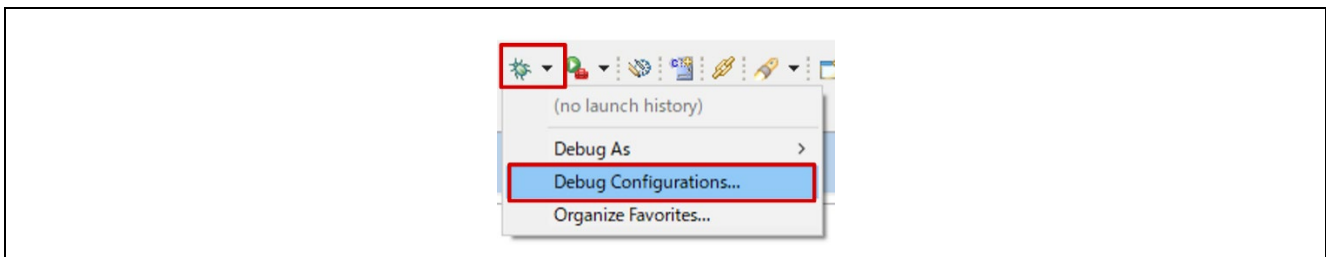 (no launch history)
Debug As
Debug Configurations...
Organize Favorites...